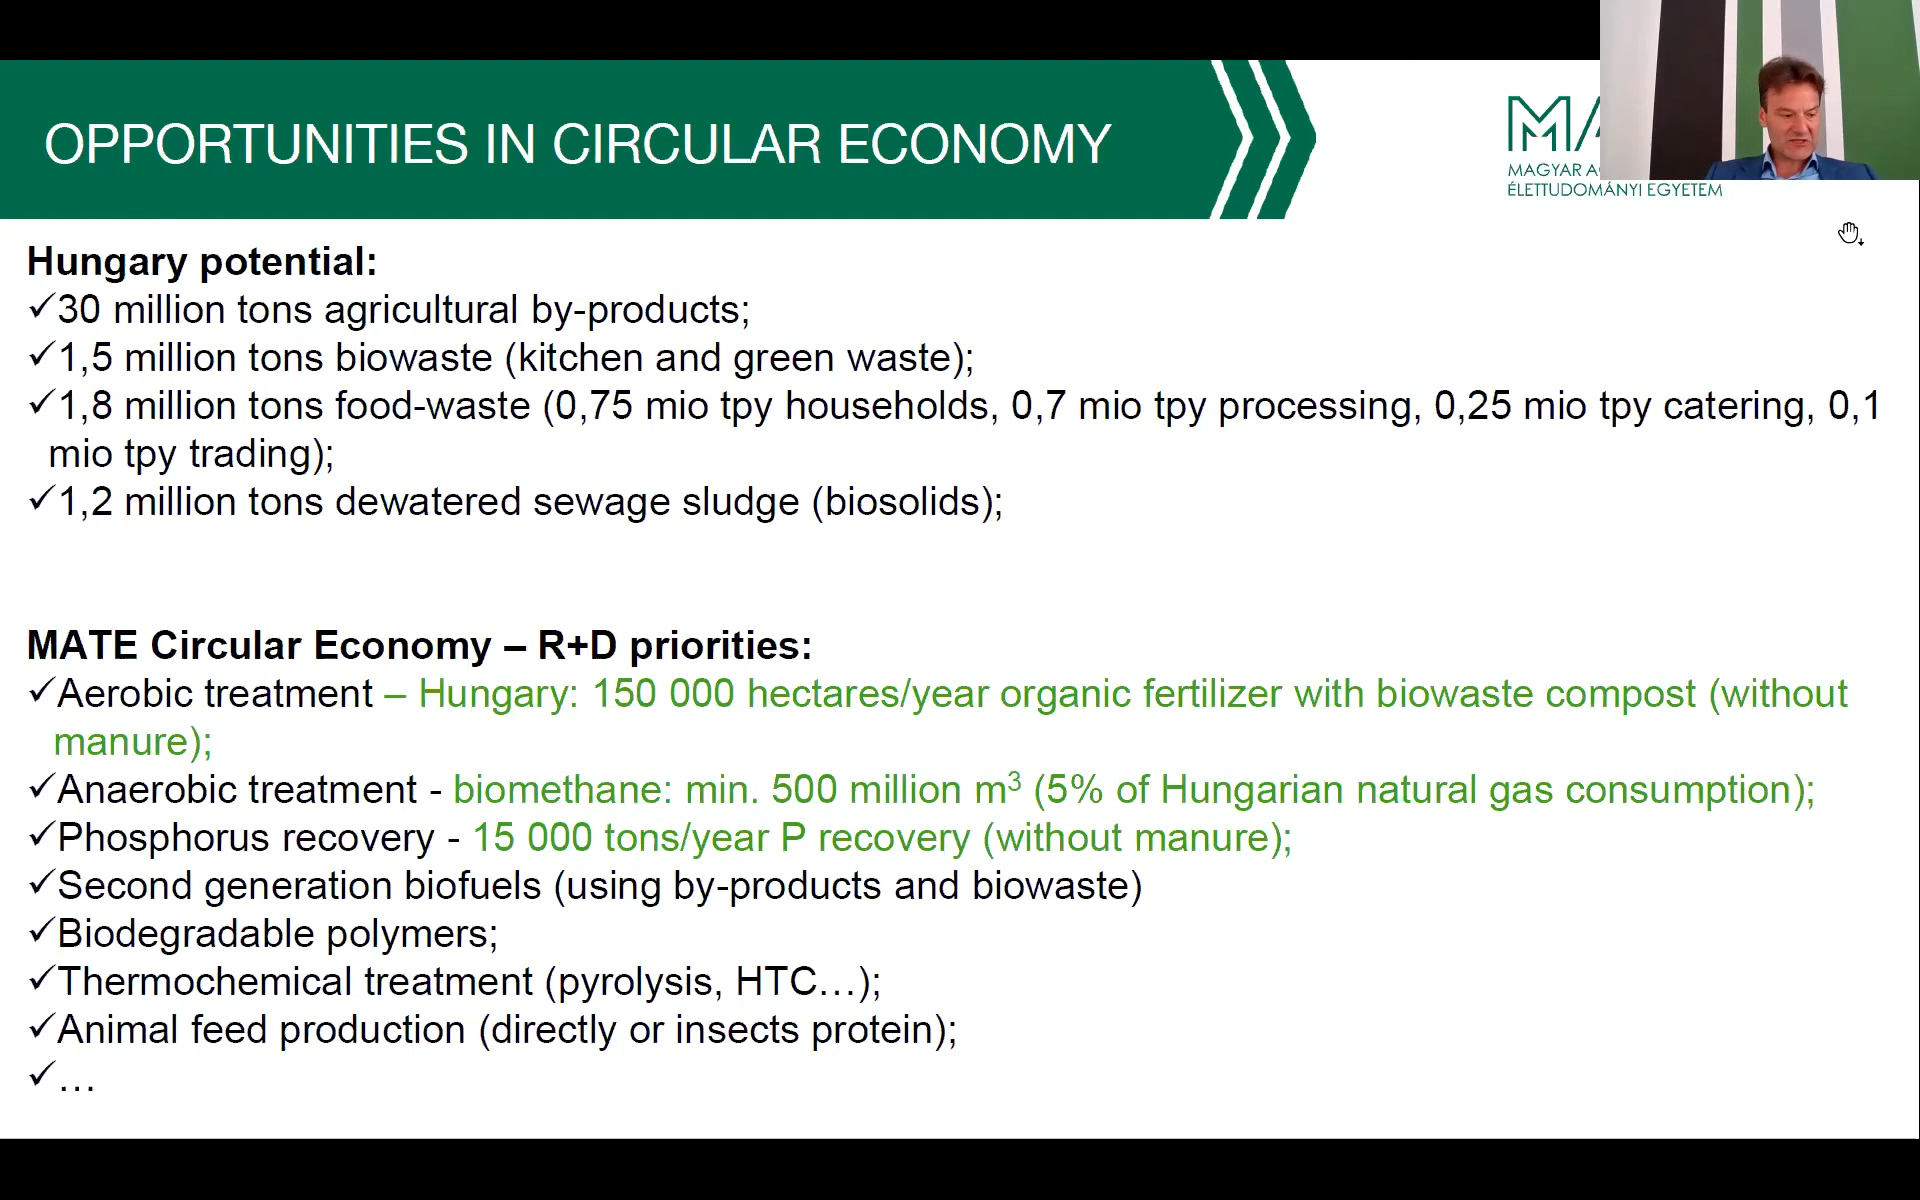 OPPORTUNITIES IN CIRCULAR ECONOMY
MAGYAR
ÉLETTUDOMÁNYI EGYETEM
Hungary potential:
✓30 million tons agricultural by-products;
✓1,5 million tons biowaste (kitchen and green waste);
✓1,8 million tons food-waste (0,75 mio tpy households, 0,7 mio tpy processing, 0,25 mio tpy catering, 0,1
mio tpy trading);
✓1,2 million tons dewatered sewage sludge (biosolids);
MATE Circular Economy – R+D priorities:
✓Aerobic treatment – Hungary: 150 000 hectares/year organic fertilizer with biowaste compost (without
manure);
✓Anaerobic treatment - biomethane: min. 500 million m³ (5% of Hungarian natural gas consumption);
✓Phosphorus recovery - 15 000 tons/year P recovery (without manure);
✓Second generation biofuels (using by-products and biowaste)
✓Biodegradable polymers;
✓Thermochemical treatment (pyrolysis, HTC…);
✓Animal feed production (directly or insects protein);
✓…